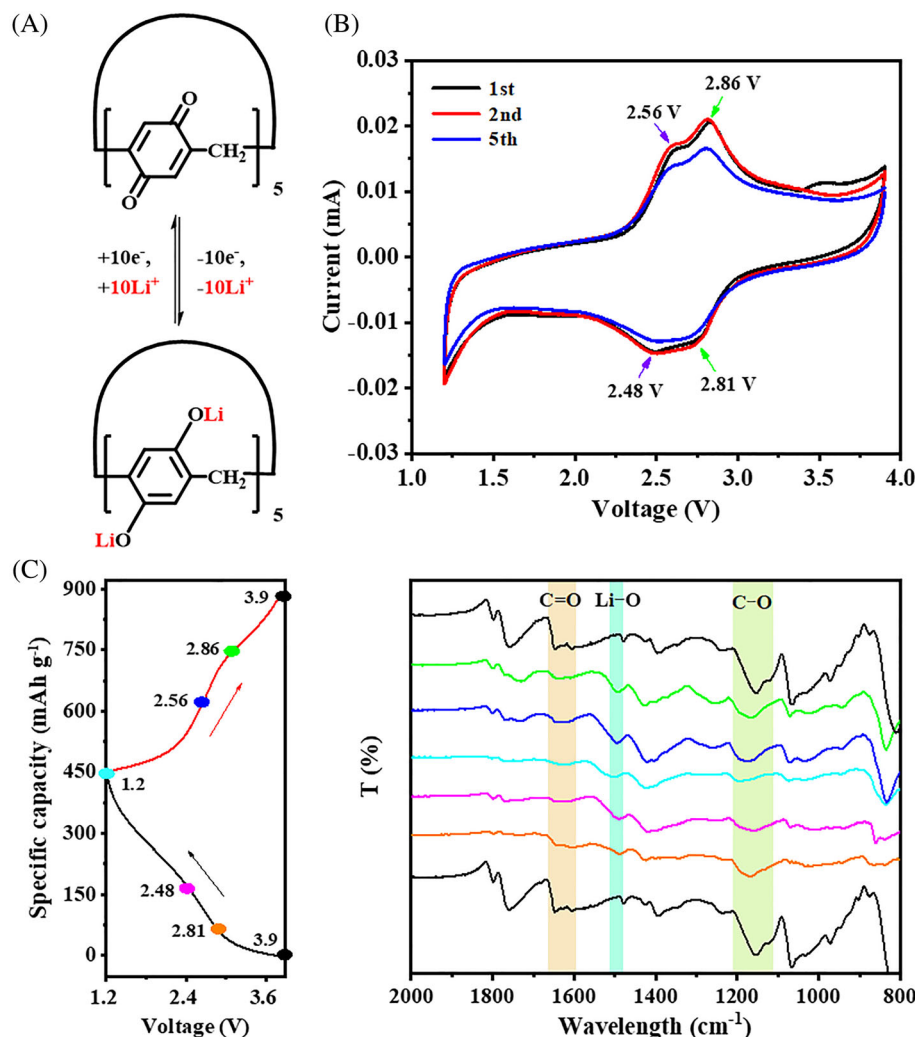 (A)
O
CH₂
O
5
+10e⁻, -10e⁻,
+10Li⁺ -10Li⁺
OLi
CH₂
LiO
5
(B)
1st
2nd
5th
2.56 V
2.86 V
2.48 V
2.81 V
0.03
0.02
0.01
0.00
-0.01
-0.02
-0.03
Current (mA)
1.0 1.5 2.0 2.5 3.0 3.5 4.0
Voltage (V)
(C)
900
750
600
450
300
150
0
Specific capacity (mAh g⁻¹)
3.9
2.86
2.56
1.2
2.48
2.81
3.9
1.2 2.4 3.6
Voltage (V)
C=O Li−O C−O
T (%)
2000 1800 1600 1400 1200 1000 800
Wavelength (cm⁻¹)